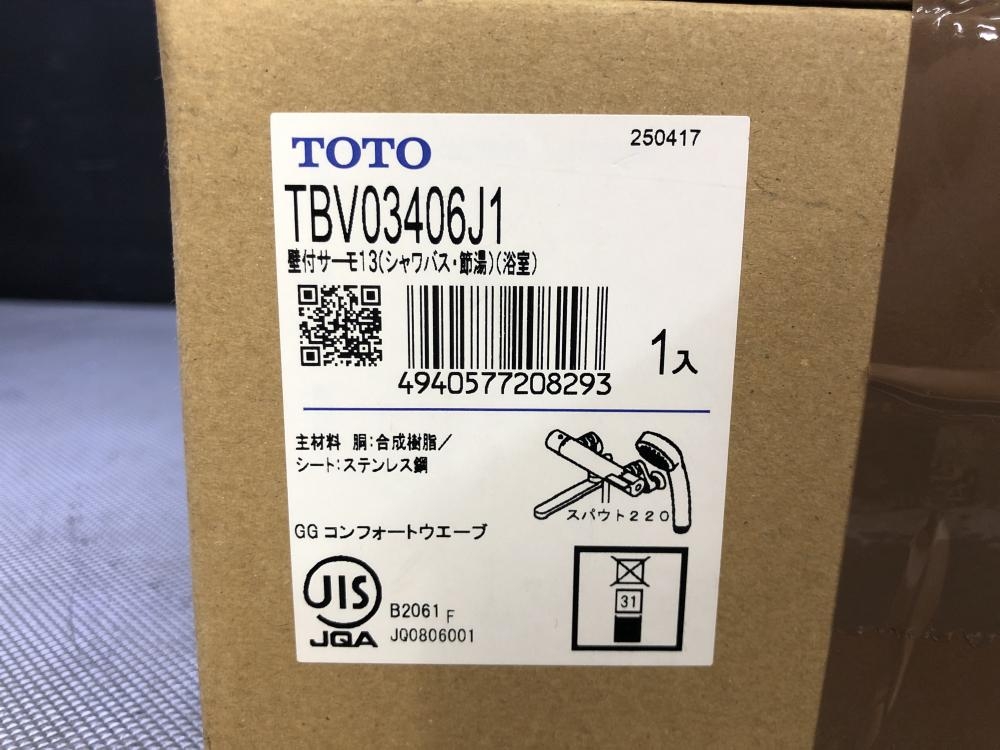 TOTO
250417
TBV03406J1
壁付サーモ13(シャワバス・節湯)(浴室)
4940577208293
1入
主材料 胴:合成樹脂/
シート:ステンレス鋼
スパウト220
GGコンフォートウエーブ
JIS
JQA
B2061 F
JQ0806001
31